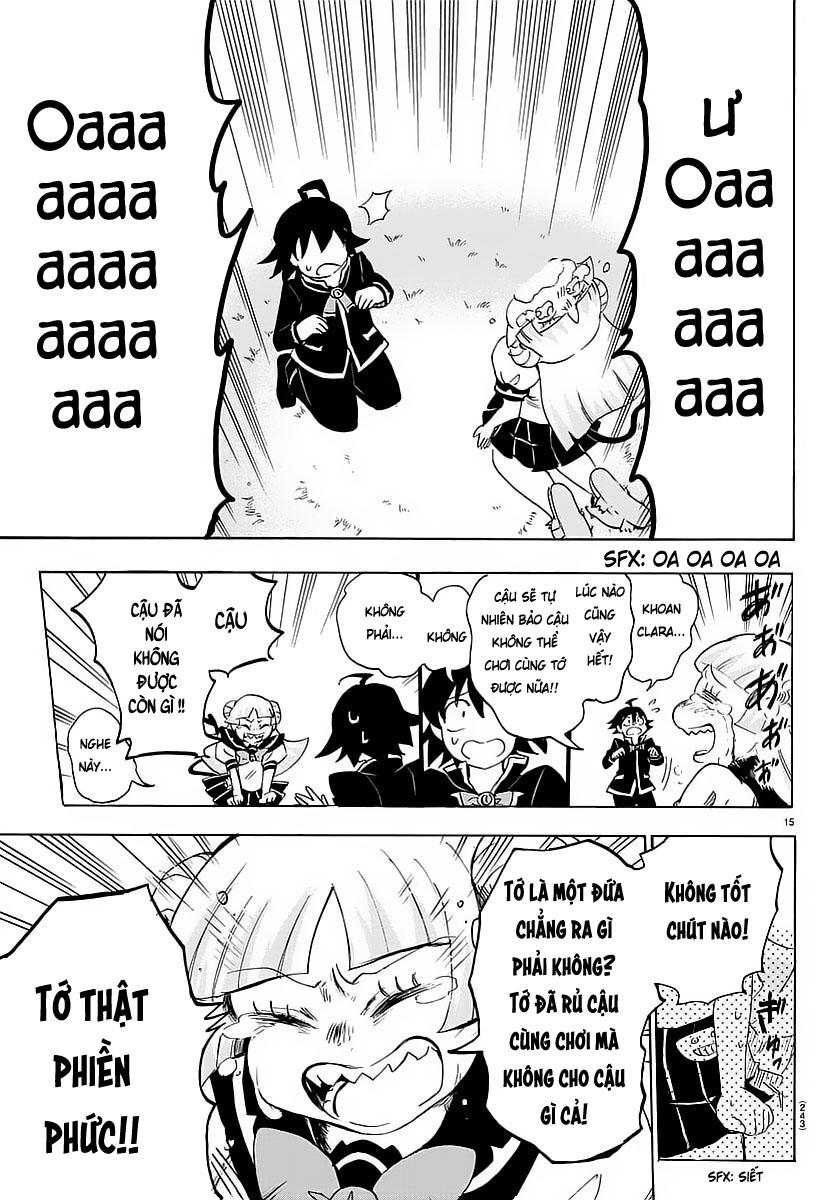 Ư
Oaa
aaa
aaa
aaa
Oaaa
aaaa
aaaa
aaaa
aaa
SFX: OA OA OA OA
あ゛あ゛あ゛あ゛
KHOAN
CLARA...
LÚC NÀO
CŨNG
VẬY
HẾT!
CẬU SẼ TỰ
NHIÊN BẢO CẬU
KHÔNG THỂ
CHƠI CÙNG TỚ
ĐƯỢC NỮA!!
KHÔNG
KHÔNG
PHẢI...
CẬU
CẬU ĐÃ
NÓI
KHÔNG
ĐƯỢC
CÒN GÌ !!
NGHE
NÀY...
15
KHÔNG TỐT
CHÚT NÀO!
ぎゅっ
SFX: SIẾT
(243)
TỚ LÀ MỘT ĐỨA
CHẲNG RA GÌ
PHẢI KHÔNG?
TỚ ĐÃ RỦ CẬU
CÙNG CHƠI MÀ
KHÔNG CHO CẬU
GÌ CẢ!
TỚ THẬT
PHIỀN
PHỨC!!